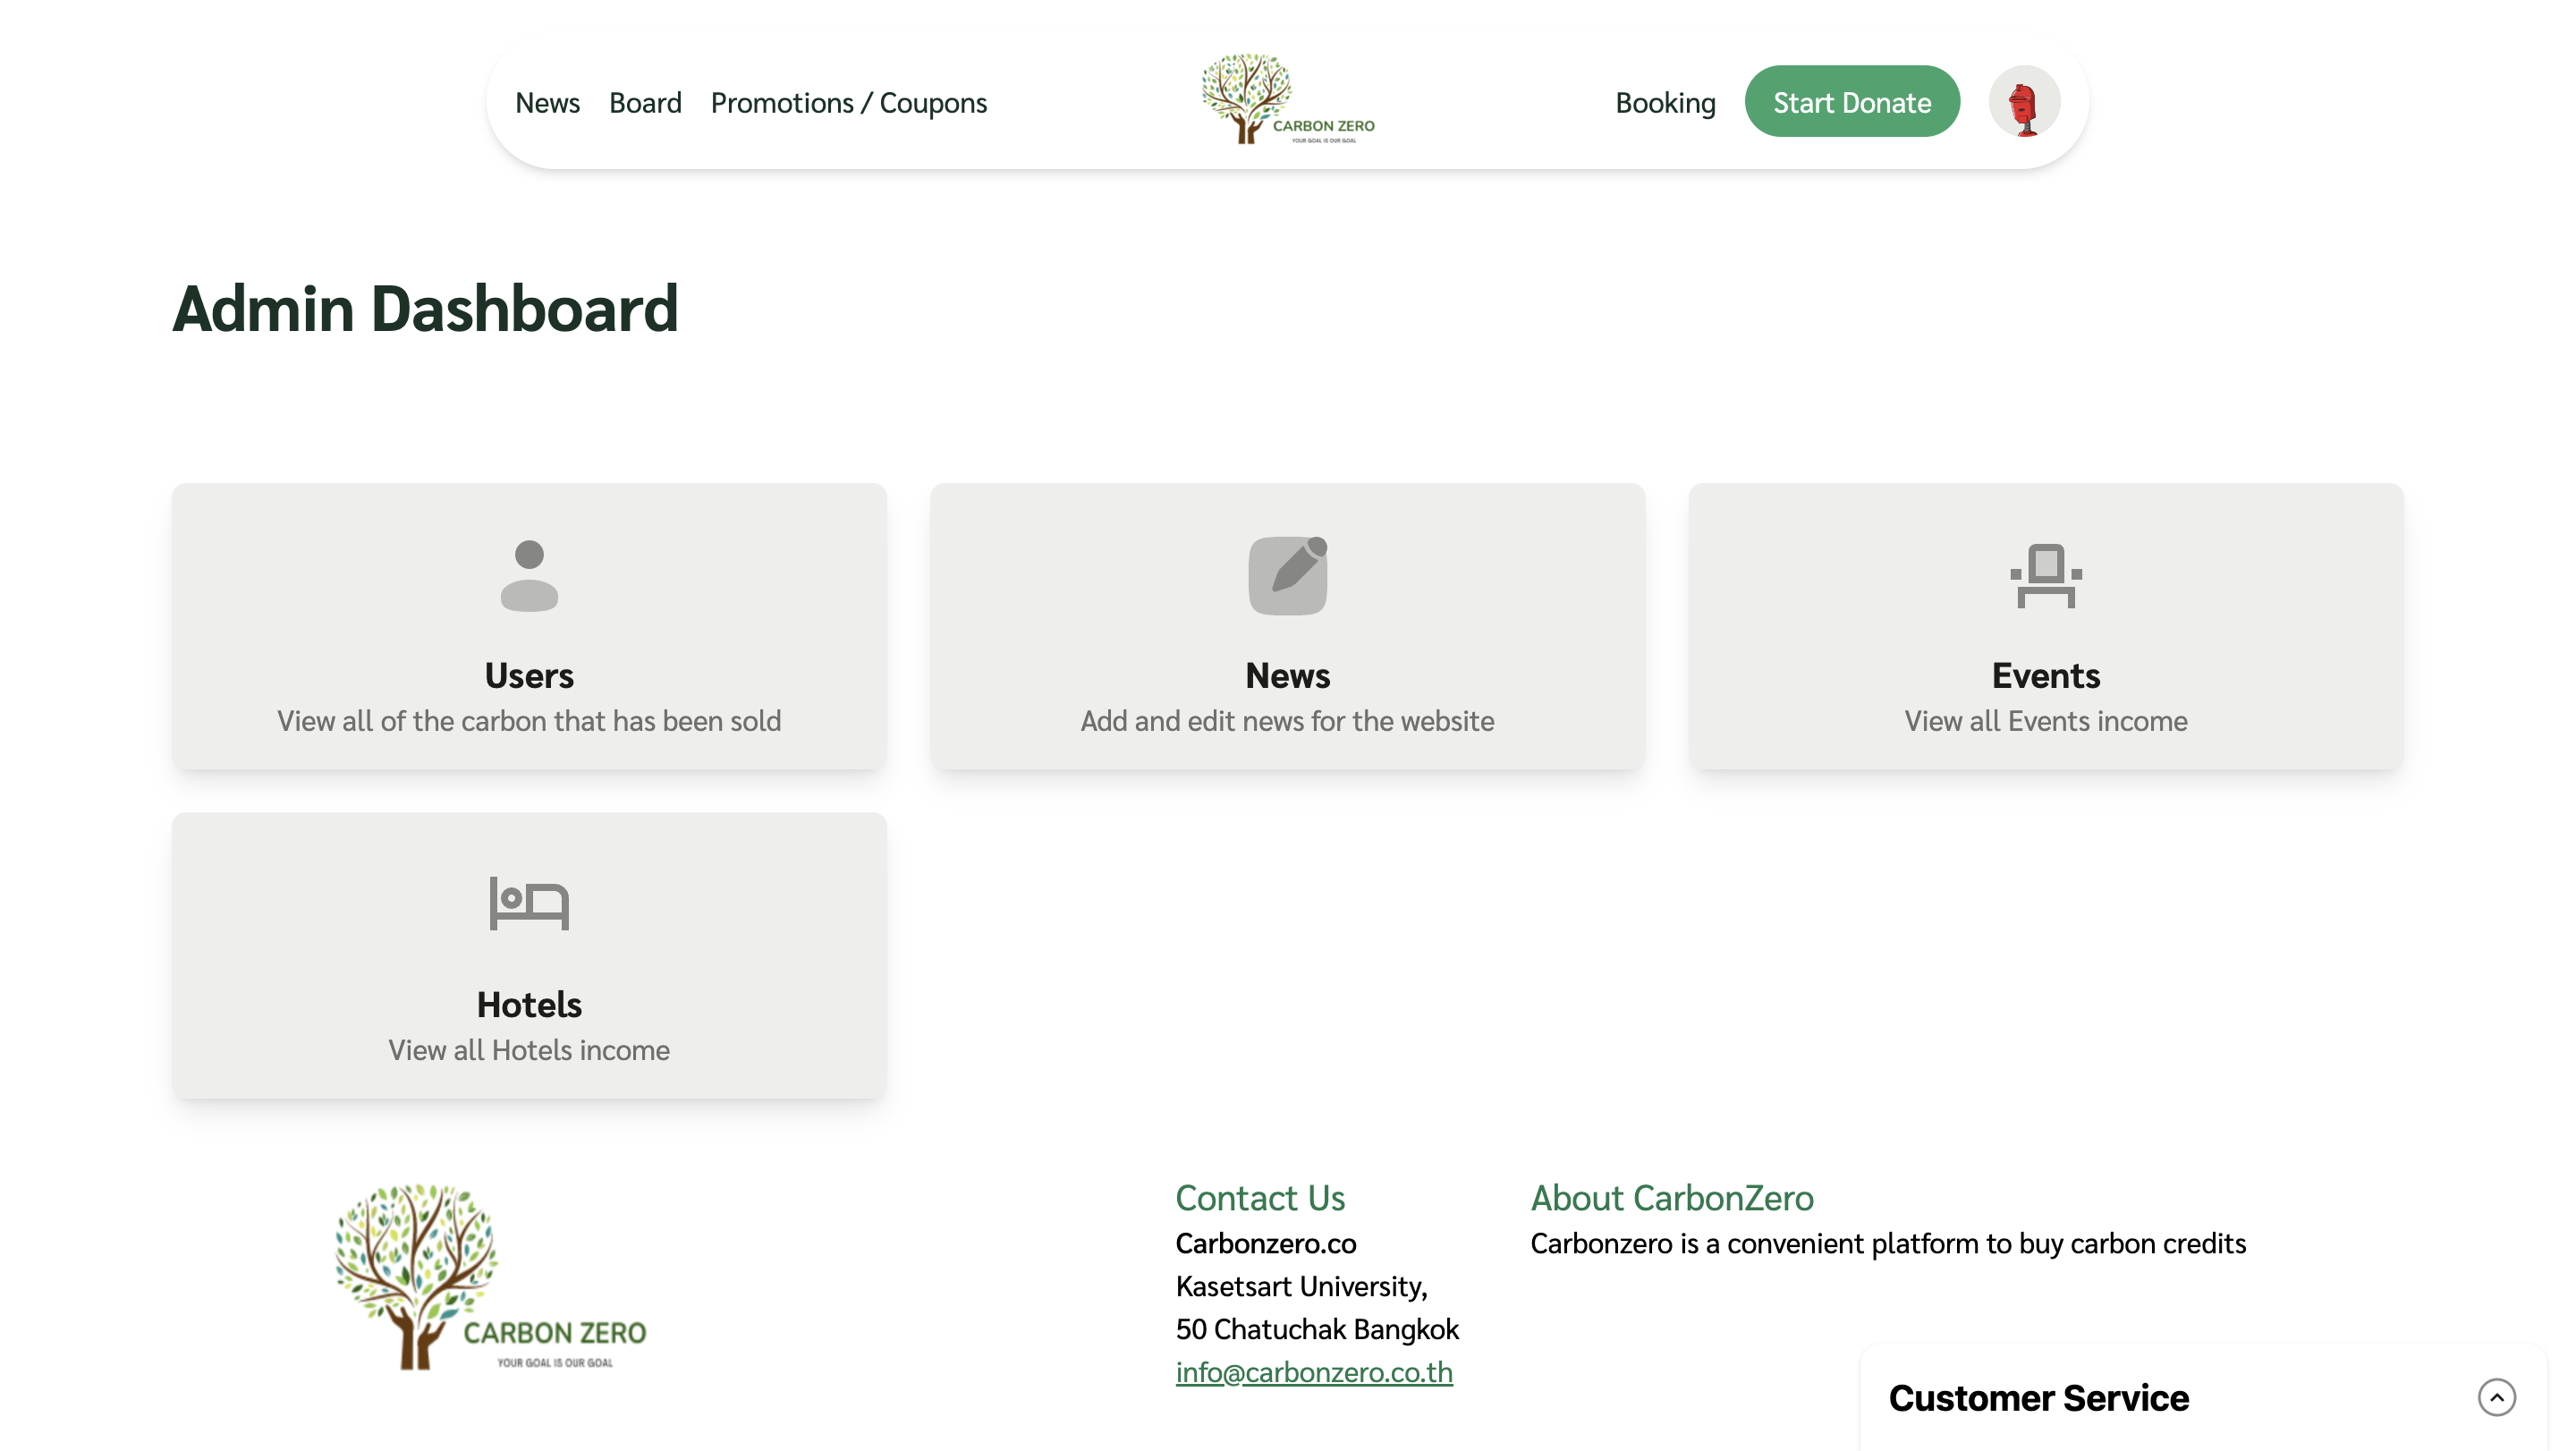 News Board Promotions / Coupons
CARBON ZERO
YOUR GOAL IS OUR GOAL
Booking Start Donate
Admin Dashboard
Users
View all of the carbon that has been sold
News
Add and edit news for the website
Events
View all Events income
Hotels
View all Hotels income
CARBON ZERO
YOUR GOAL IS OUR GOAL
Contact Us
Carbonzero.co
Kasetsart University,
50 Chatuchak Bangkok
info@carbonzero.co.th
About CarbonZero
Carbonzero is a convenient platform to buy carbon credits
Customer Service